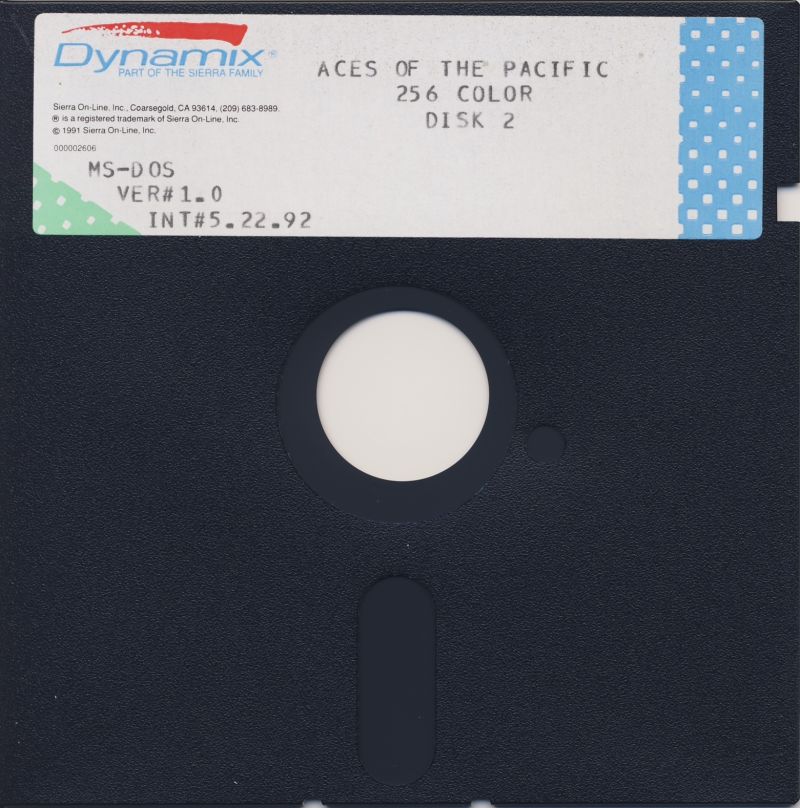 Dynamix®
PART OF THE SIERRA FAMILY
Sierra On-Line, Inc., Coarsegold, CA 93614, (209) 683-8989.
® is a registered trademark of Sierra On-Line, Inc.
© 1991 Sierra On-Line, Inc.
000002606
ACES OF THE PACIFIC
256 COLOR
DISK 2
MS-DOS
VER#1.0
INT#5.22.92